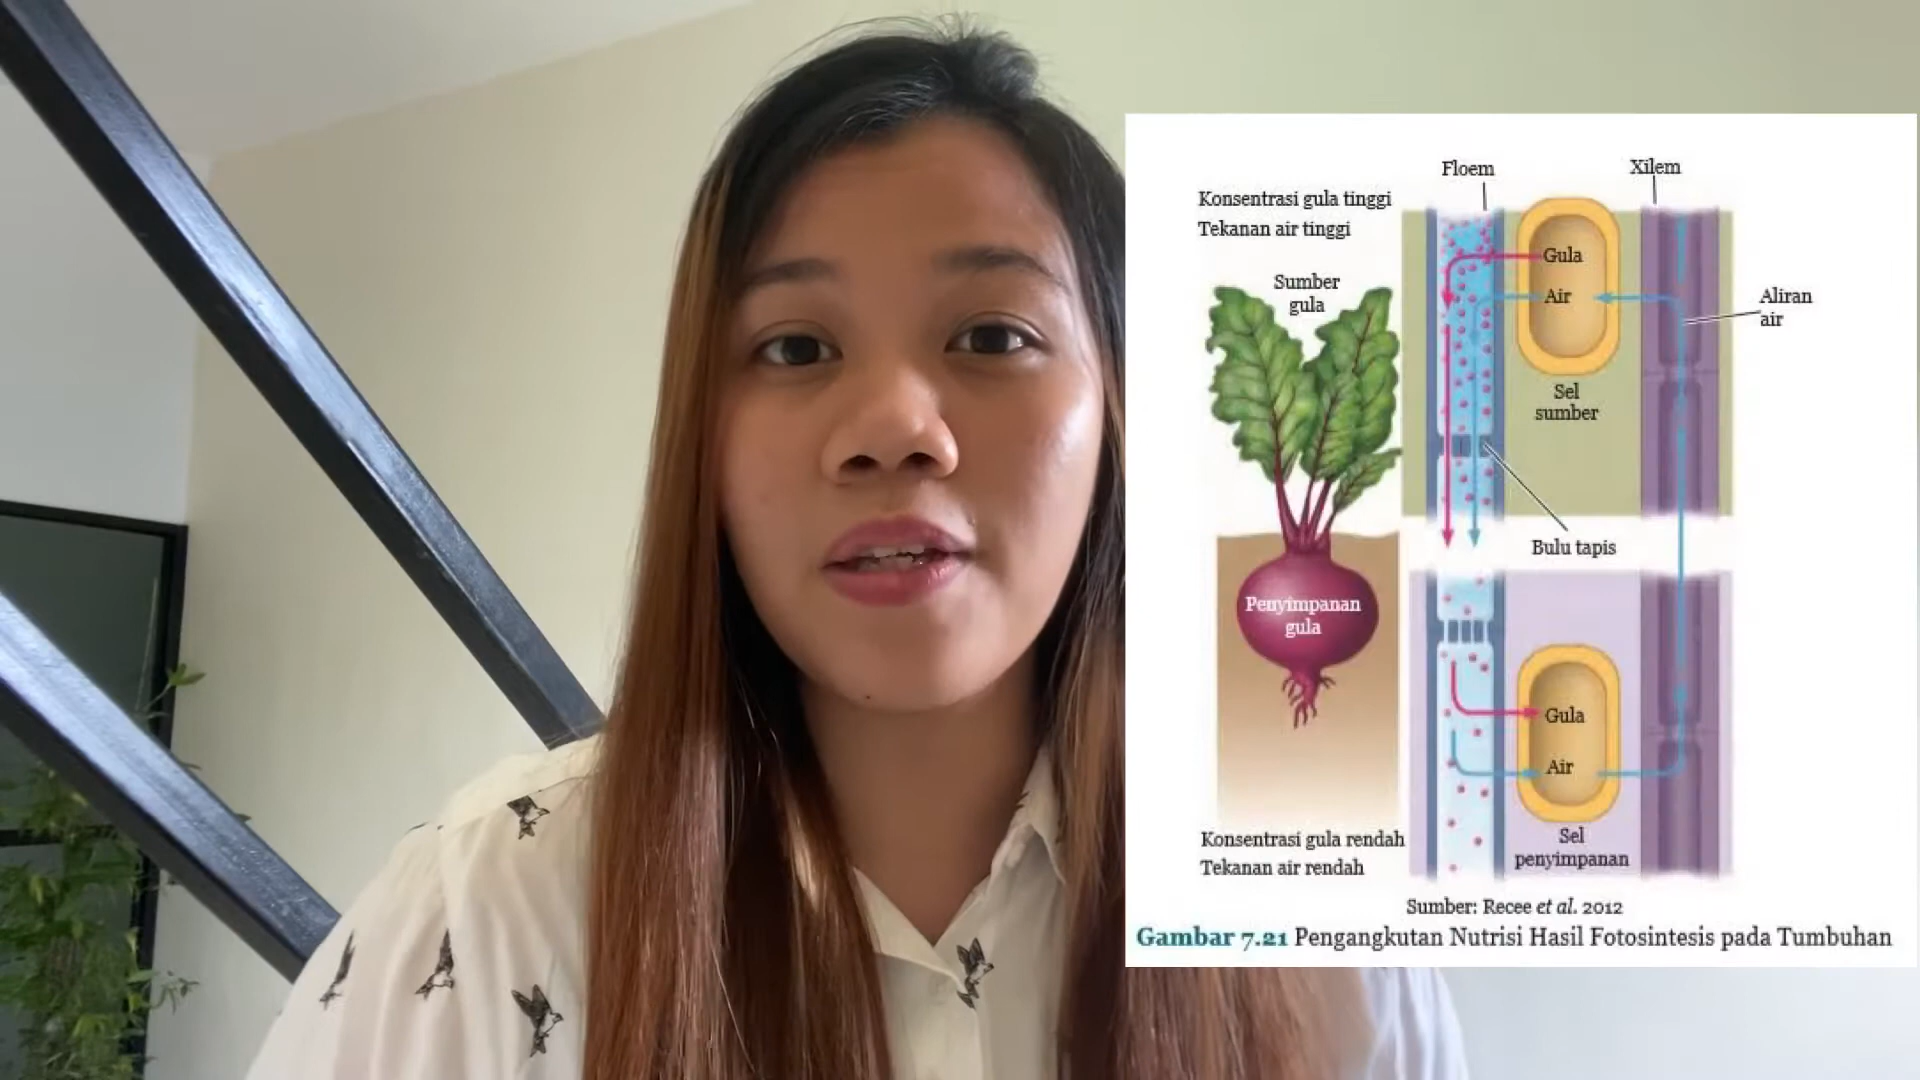 Floem
Xilem
Konsentrasi gula tinggi
Tekanan air tinggi
Sumber
gula
Gula
Air
Aliran
air
Sel
sumber
Bulu tapis
Penyimpanan
gula
Gula
Air
Sel
penyimpanan
Konsentrasi gula rendah
Tekanan air rendah
Sumber: Recee et al. 2012
Gambar 7.21 Pengangkutan Nutrisi Hasil Fotosintesis pada Tumbuhan